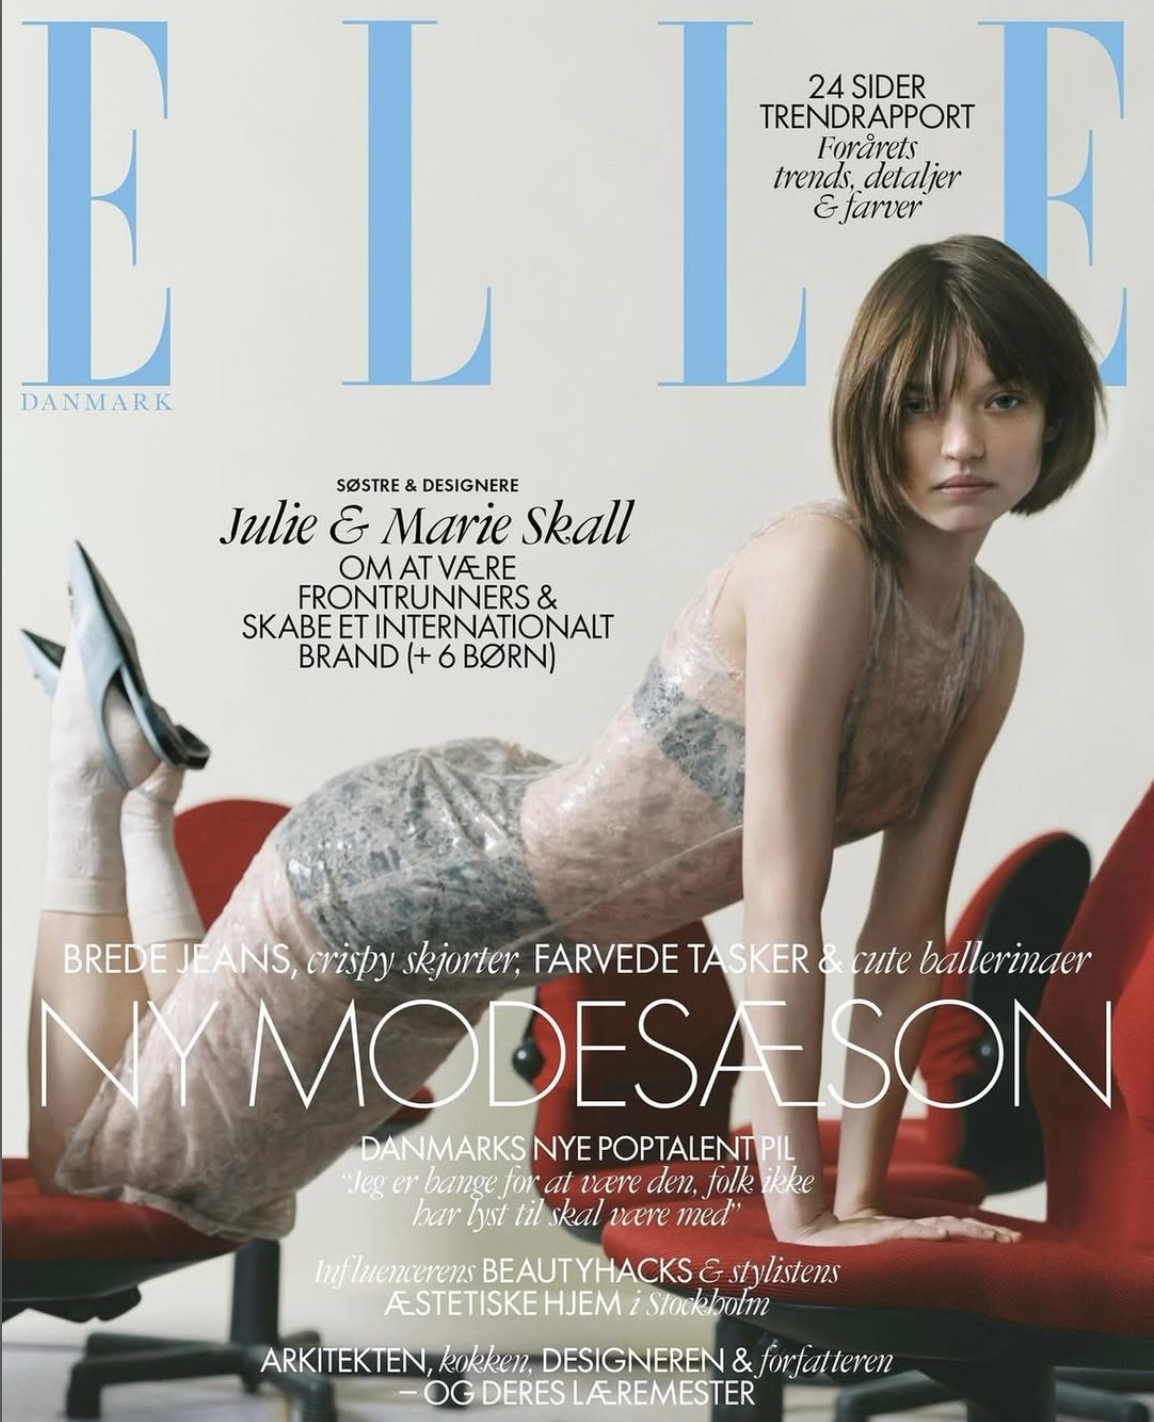 ELLE
DANMARK
24 SIDER
TRENDRAPPORT
Forårets
trends, detaljer
& farver
SØSTRE & DESIGNERE
Julie & Marie Skall
OM AT VÆRE
FRONTRUNNERS &
SKABE ET INTERNATIONALT
BRAND (+ 6 BØRN)
BREDE JEANS, crispy skjorter, FARVEDE TASKER & cute ballerinaer
NY MODESÆSON
DANMARKS NYE POPTALENT PIL
“Jeg er bange for at være den, folk ikke
har lyst til skal være med”
Influencerens BEAUTYHACKS & stylistens
ÆSTETISKE HJEM i Stockholm
ARKITEKTEN, kokken, DESIGNEREN & forfatteren
– OG DERES LÆREMESTER